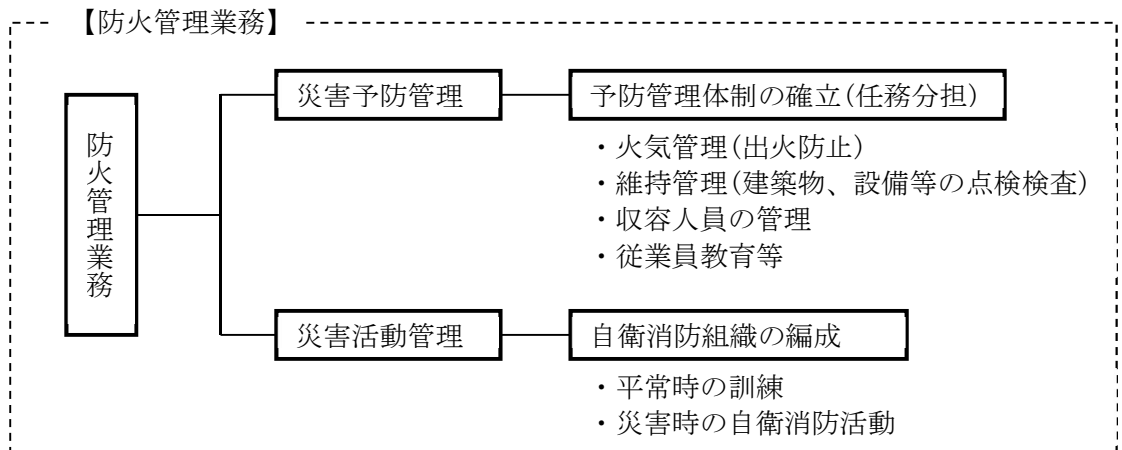 【防火管理業務】
防火管理業務
災害予防管理
予防管理体制の確立(任務分担)
・火気管理(出火防止)
・維持管理(建築物、設備等の点検検査)
・収容人員の管理
・従業員教育等
災害活動管理
自衛消防組織の編成
・平常時の訓練
・災害時の自衛消防活動